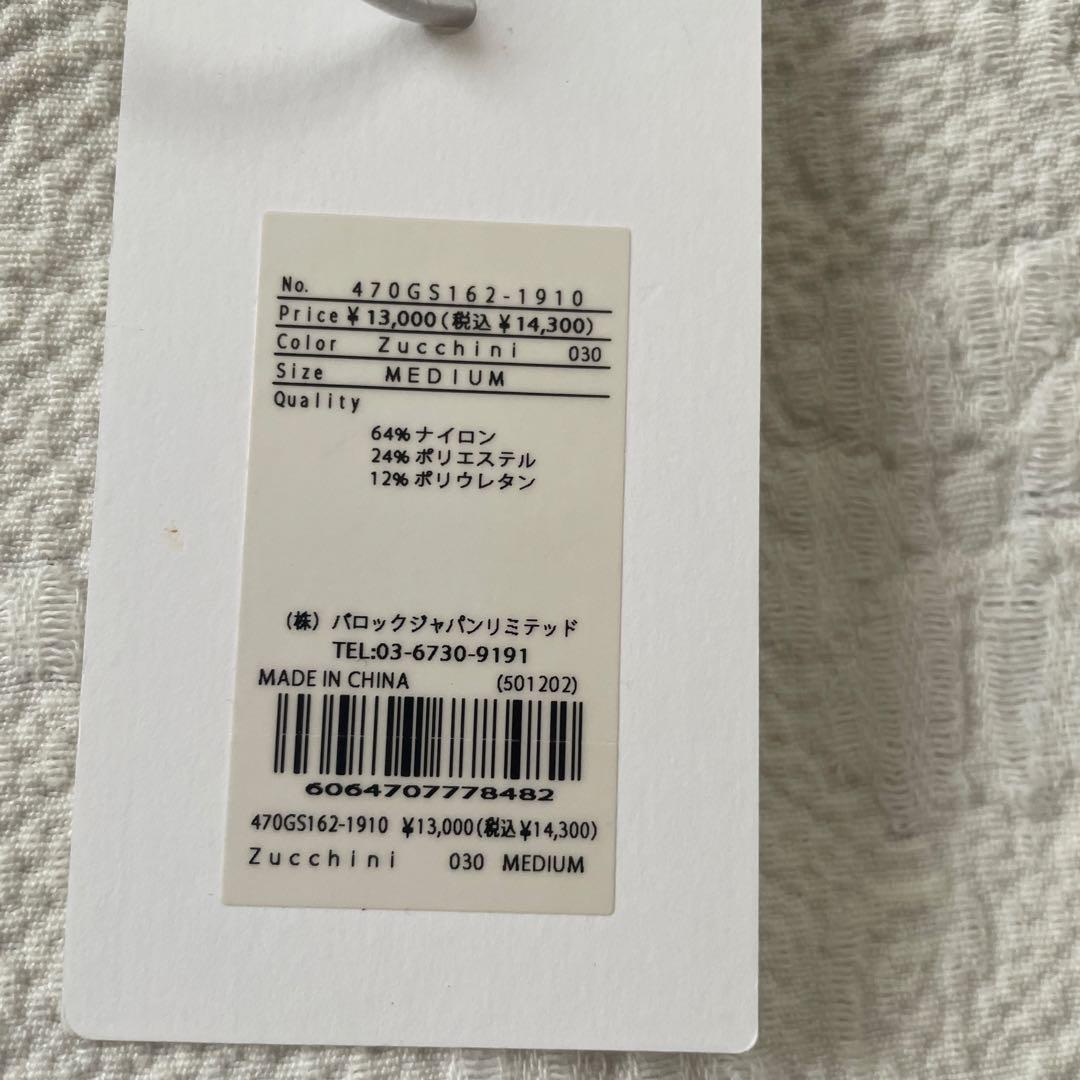 No. 470GS162-1910
Price ¥13,000(税込¥14,300)
Color Zucchini 030
Size MEDIUM
Quality
64% ナイロン
24% ポリエステル
12% ポリウレタン
(株) バロックジャパンリミテッド
TEL:03-6730-9191
MADE IN CHINA (501202)
6064707778482
470GS162-1910 ¥13,000(税込¥14,300)
Zucchini 030 MEDIUM